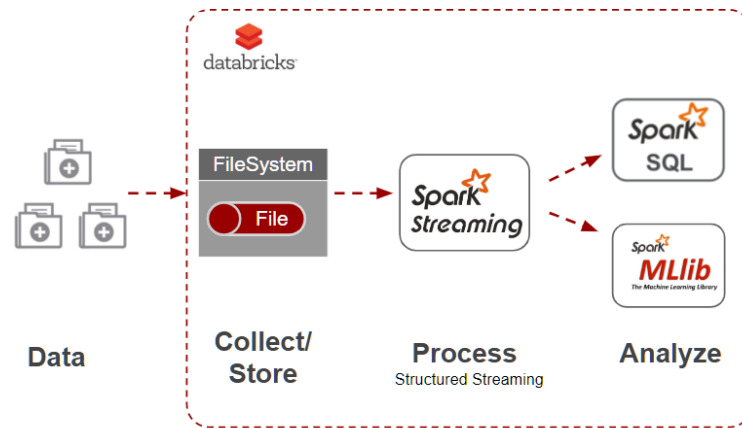 databricks
FileSystem
File
Spark
Streaming
Spark
SQL
Spark
MLlib
The Machine Learning Library
Data
Collect/
Store
Process
Structured Streaming
Analyze